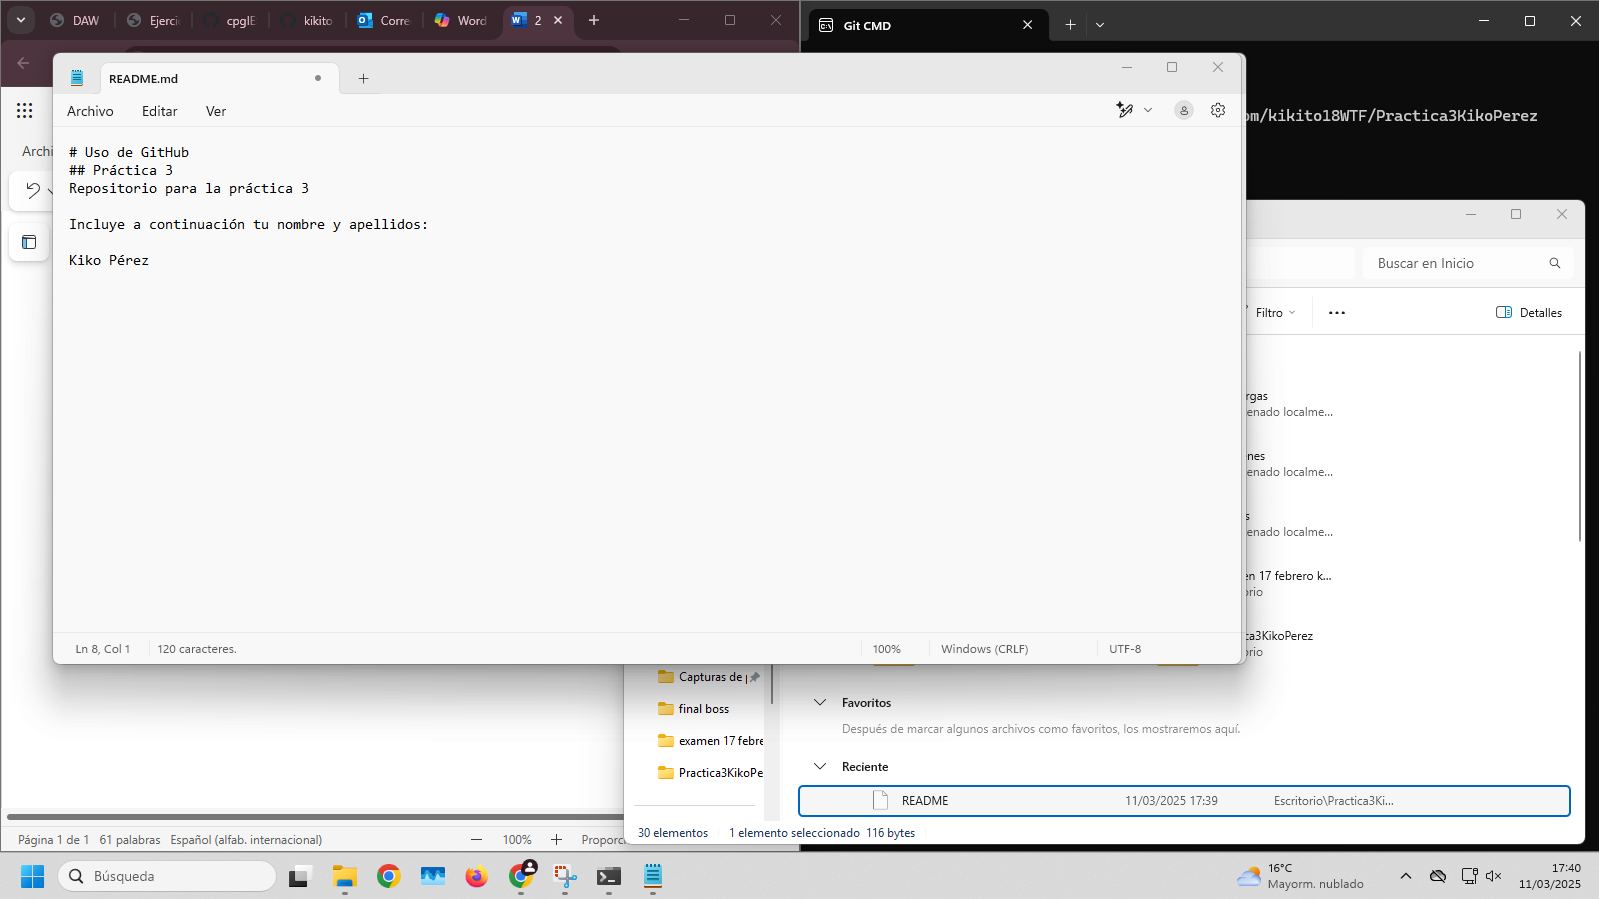 DAW
Ejerci
cpglE
kikito
Corre
Word
2
Git CMD
om/kikito18WTF/Practica3KikoPerez
README.md
Archivo
Editar
Ver
Archi
# Uso de GitHub
## Práctica 3
Repositorio para la práctica 3
Incluye a continuación tu nombre y apellidos:
Kiko Pérez
Ln 8, Col 1
120 caracteres.
100%
Windows (CRLF)
UTF-8
Buscar en Inicio
Filtro
Detalles
rgas
enado localme...
nes
enado localme...
s
enado localme...
en 17 febrero k...
orio
ca3KikoPerez
orio
Capturas de p
final boss
examen 17 febre
Practica3KikoPe
Favoritos
Después de marcar algunos archivos como favoritos, los mostraremos aquí.
Reciente
README
11/03/2025 17:39
Escritorio\Practica3Ki...
30 elementos
1 elemento seleccionado
116 bytes
Página 1 de 1
61 palabras
Español (alfab. internacional)
100%
Proporci
Búsqueda
16°C
Mayorm. nublado
17:40
11/03/2025